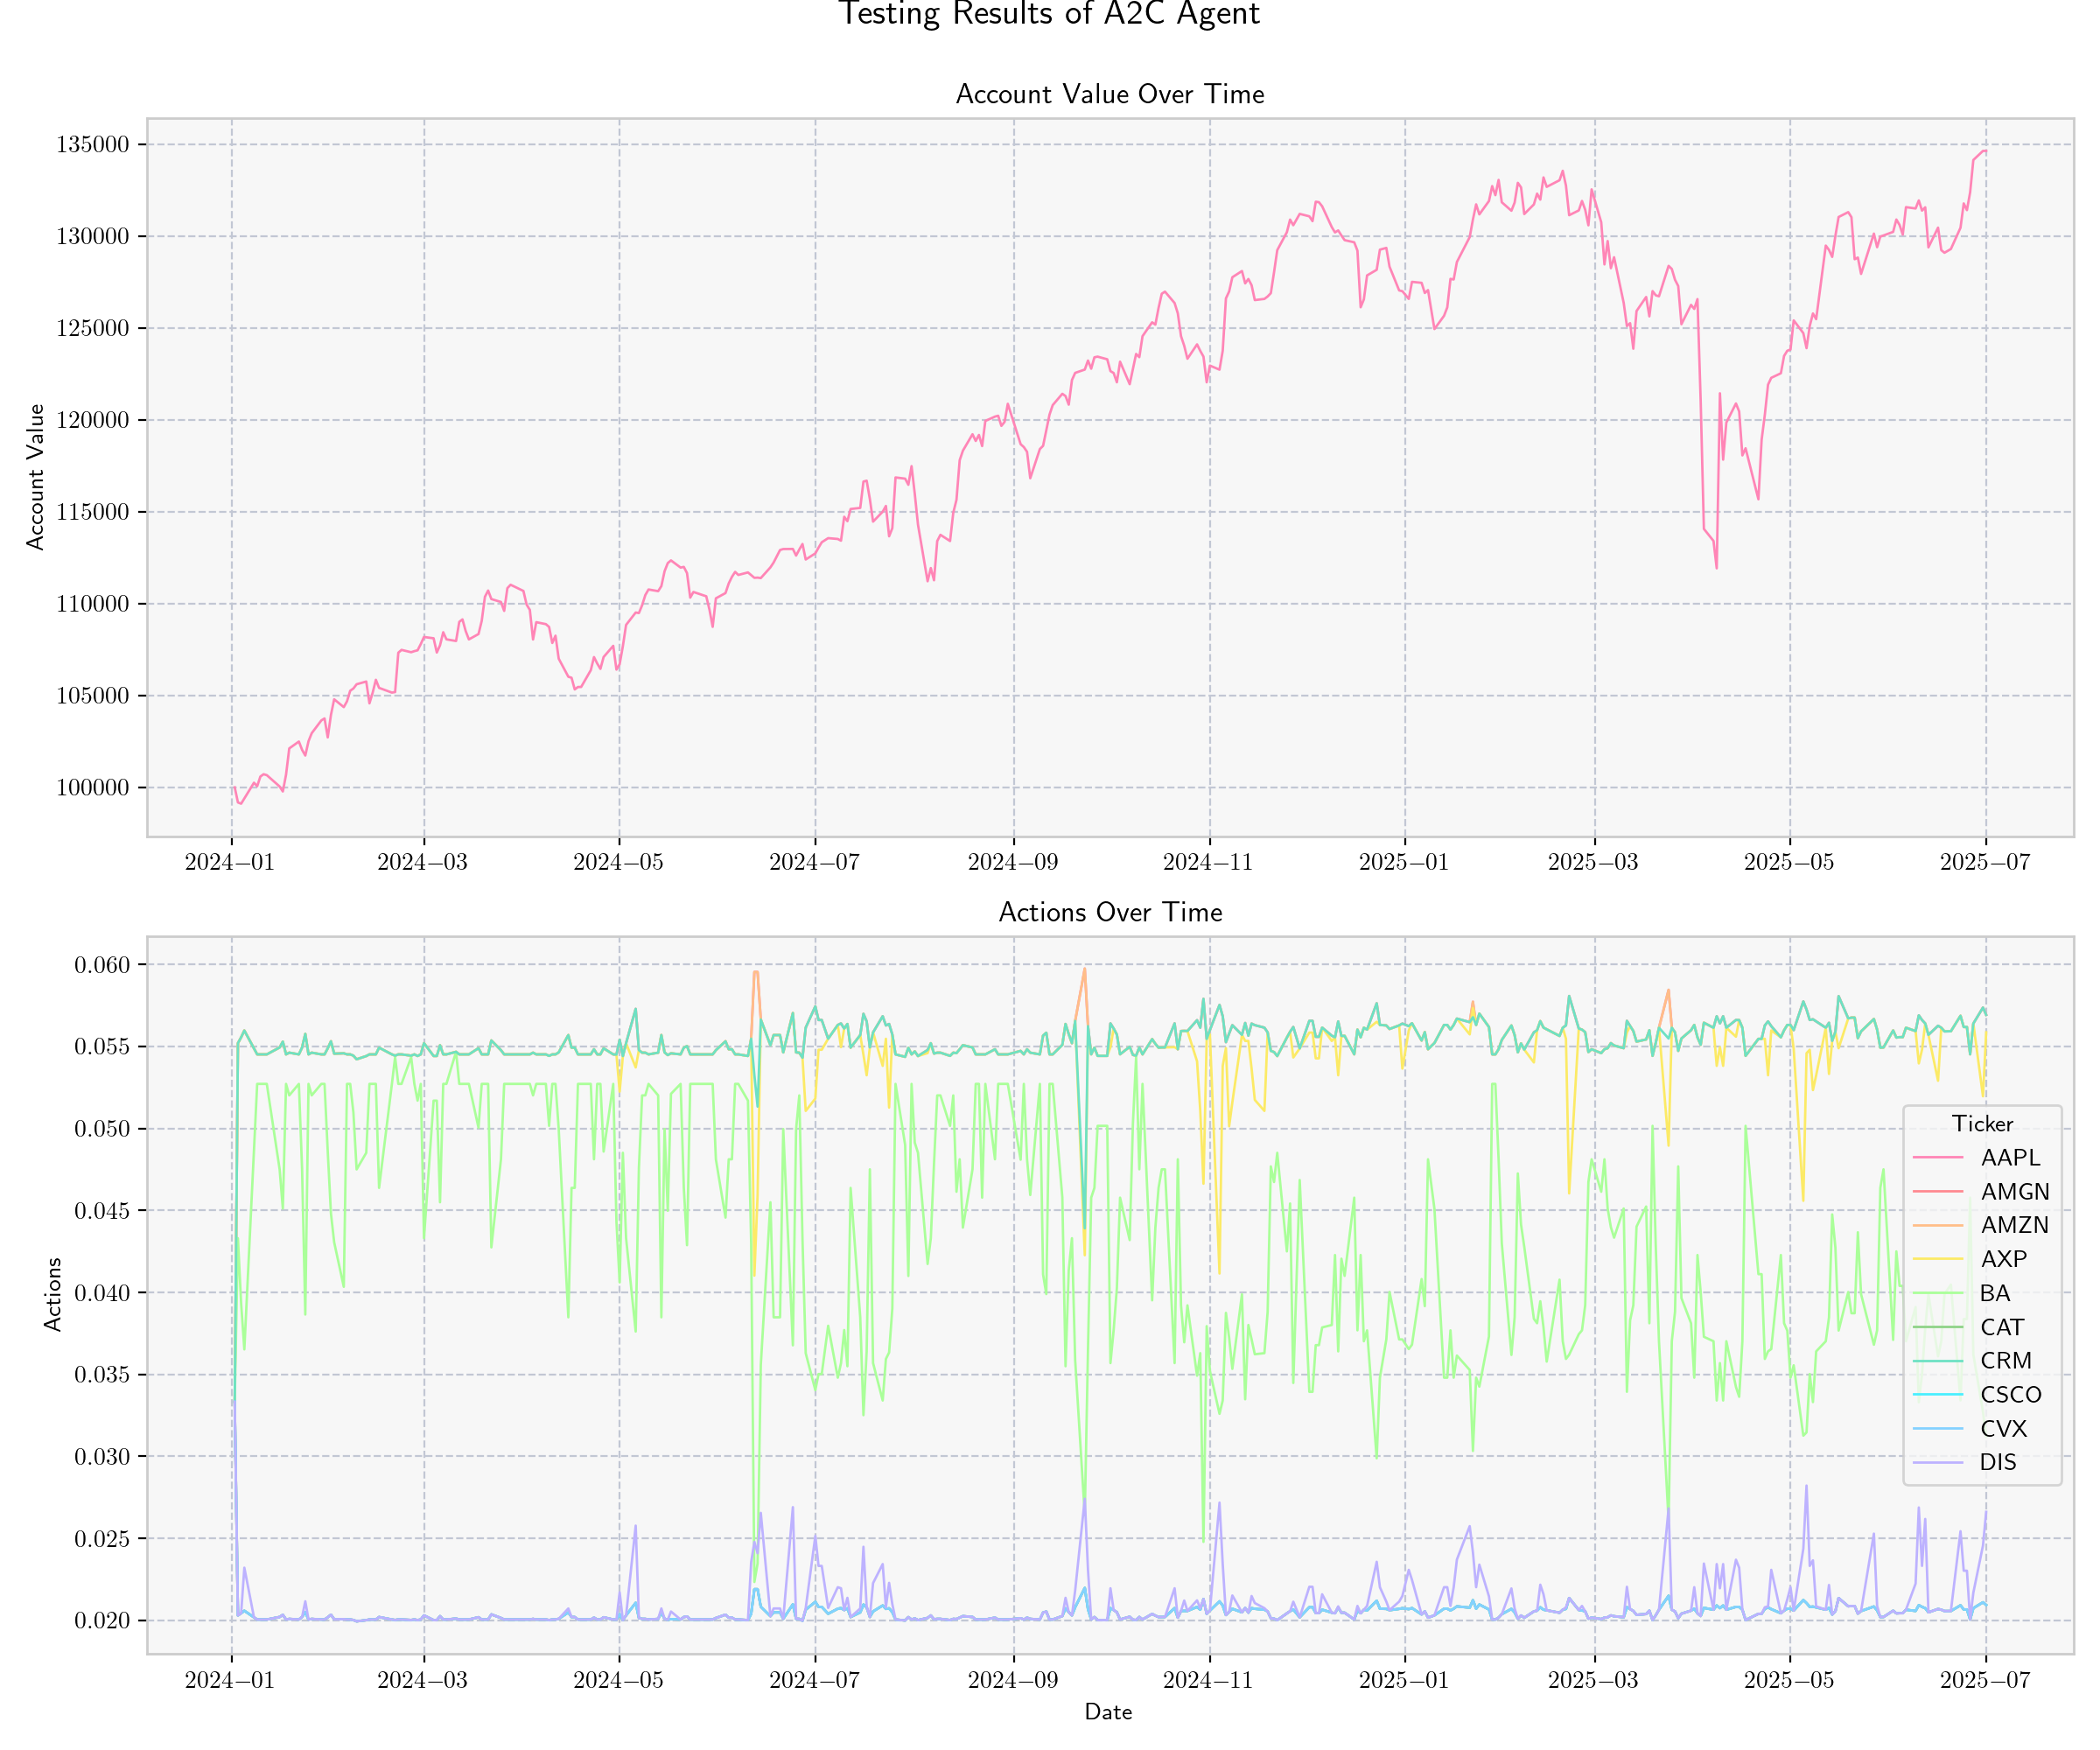 Testing Results of A2C Agent
Account Value Over Time
Account Value
135000
130000
125000
120000
115000
110000
105000
100000
2024–01
2024–03
2024–05
2024–07
2024–09
2024–11
2025–01
2025–03
2025–05
2025–07
Actions Over Time
Actions
0.060
0.055
0.050
0.045
0.040
0.035
0.030
0.025
0.020
Ticker
AAPL
AMGN
AMZN
AXP
BA
CAT
CRM
CSCO
CVX
DIS
2024–01
2024–03
2024–05
2024–07
2024–09
2024–11
2025–01
2025–03
2025–05
2025–07
Date